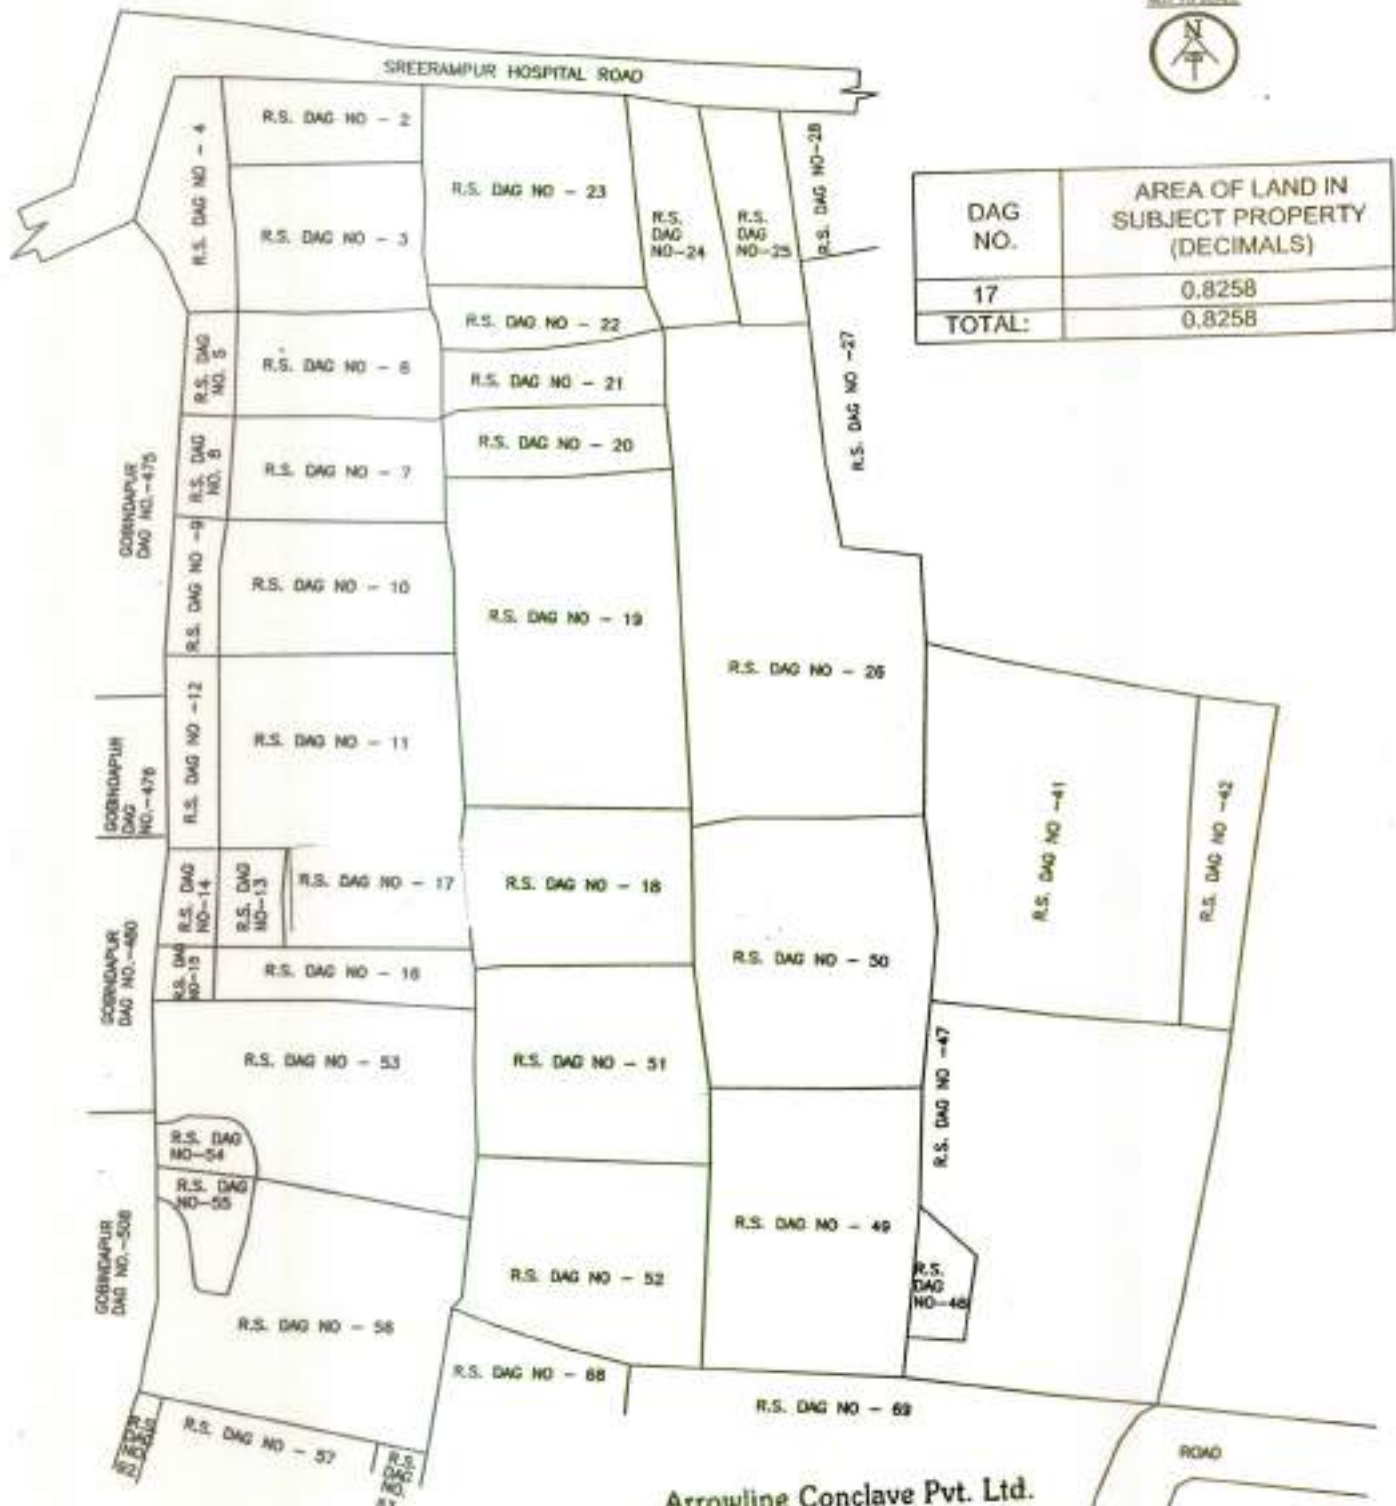 N
SREERAMPUR HOSPITAL ROAD
DAG
NO.
AREA OF LAND IN
SUBJECT PROPERTY
(DECIMALS)
17
0.8258
TOTAL:
0.8258
R.S. DAG NO - 4
R.S. DAG NO - 2
R.S. DAG NO - 3
R.S. DAG NO - 23
R.S.
DAG
NO-24
R.S.
DAG
NO-25
R.S. DAG NO-28
R.S. DAG
NO. 5
R.S. DAG NO - 6
R.S. DAG NO - 22
R.S. DAG NO - 21
R.S. DAG NO -27
R.S. DAG
NO. 8
R.S. DAG NO - 7
R.S. DAG NO - 20
GOBINDAPUR
DAG NO.-475
R.S. DAG NO -9
R.S. DAG NO - 10
R.S. DAG NO - 19
R.S. DAG NO - 26
R.S. DAG NO -12
R.S. DAG NO - 11
GOBINDAPUR
DAG
NO.-476
R.S. DAG NO -41
R.S. DAG NO -42
R.S. DAG
NO-14
R.S. DAG
NO-13
R.S. DAG NO - 17
R.S. DAG NO - 18
GOBINDAPUR
DAG NO.-480
R.S. DAG
NO-15
R.S. DAG NO - 16
R.S. DAG NO - 50
R.S. DAG NO - 53
R.S. DAG NO - 51
R.S. DAG NO -47
R.S. DAG
NO-54
R.S. DAG
NO-55
GOBINDAPUR
DAG NO.-508
R.S. DAG NO - 49
R.S. DAG NO - 52
R.S.
DAG
NO-48
R.S. DAG NO - 56
R.S. DAG NO - 68
R.S. DAG NO - 69
R.S. DAG NO - 57
ROAD
Arrowline Conclave Pvt. Ltd.